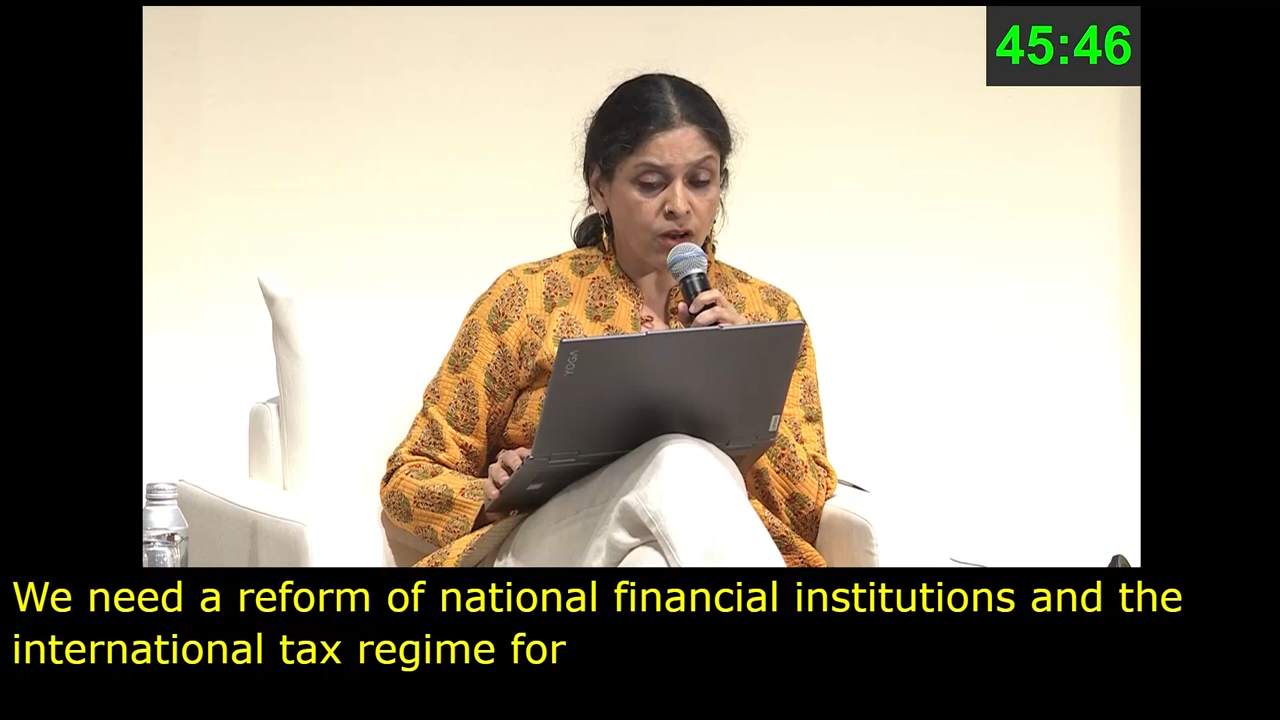 45:46
YOGA
We need a reform of national financial institutions and the
international tax regime for